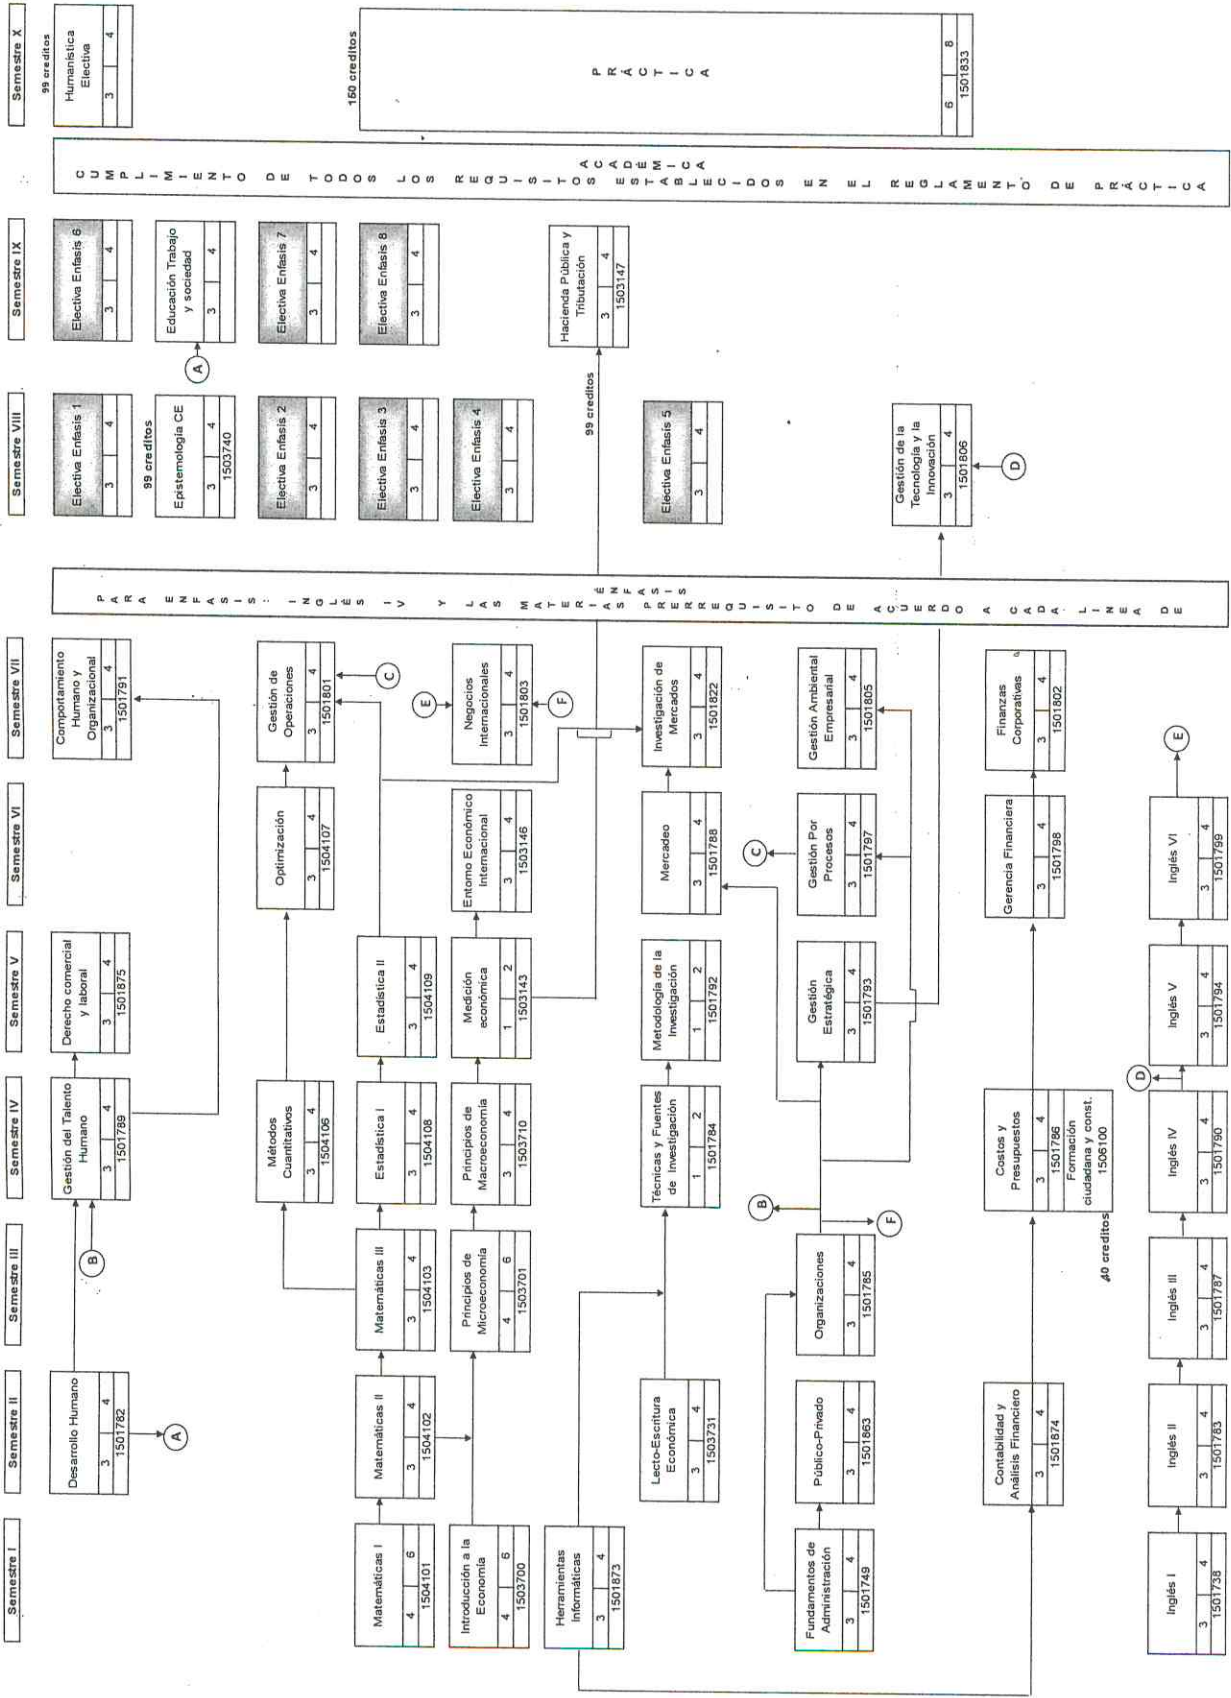 Semestre I
Semestre II
Semestre III
Semestre IV
Semestre V
Semestre VI
Semestre VII
Semestre VIII
Semestre IX
Semestre X
Desarrollo Humano
3 4
1501782
A
B
Gestión del Talento
Humano
3 4
1501789
Derecho comercial
y laboral
3 4
1501875
Comportamiento
Humano y
Organizacional
3 4
1501791
Electiva Enfasis 1
3 4
Electiva Enfasis 6
3 4
99 creditos
Humanística
Electiva
3 4
99 creditos
Epistemología CE
3 4
1503740
A
Educación Trabajo
y sociedad
3 4
Métodos
Cuantitativos
3 4
1504106
Optimización
3 4
1504107
Gestión de
Operaciones
3 4
1501801
C
Electiva Enfasis 2
3 4
Electiva Enfasis 7
3 4
Matemáticas I
4 6
1504101
Matemáticas II
3 4
1504102
Matemáticas III
3 4
1504103
Estadística I
3 4
1504108
Estadística II
3 4
1504109
Electiva Enfasis 3
3 4
Electiva Enfasis 8
3 4
160 creditos
PRÁCTICA
6 8
1501833
Introducción a la
Economía
4 6
1503700
Principios de
Microeconomía
4 6
1503701
Principios de
Macroeconomía
3 4
1503710
Medición
económica
1 2
1503143
Entorno Económico
Internacional
3 4
1503146
E
Negocios
Internacionales
3 4
1501803
F
Electiva Enfasis 4
3 4
Herramientas
Informáticas
3 4
1501873
99 creditos
Hacienda Pública y
Tributación
3 4
1503147
Lecto-Escritura
Económica
3 4
1503731
Técnicas y Fuentes
de Investigación
1 2
1501784
Metodología de la
Investigación
1 2
1501792
Mercadeo
3 4
1501788
Investigación de
Mercados
3 4
1501822
Electiva Enfasis 5
3 4
Fundamentos de
Administración
3 4
1501749
Público-Privado
3 4
1501863
Organizaciones
3 4
1501785
B
F
Gestión
Estratégica
3 4
1501793
C
Gestión Por
Procesos
3 4
1501797
Gestión Ambiental
Empresarial
3 4
1501805
Gestión de la
Tecnología y la
Innovación
3 4
1501806
D
Contabilidad y
Análisis Financiero
3 4
1501874
Costos y
Presupuestos
3 4
1501786
Formación
ciudadana y const.
1506100
40 creditos
Gerencia Financiera
3 4
1501798
Finanzas
Corporativas
3 4
1501802
Inglés I
3 4
1501738
Inglés II
3 4
1501783
Inglés III
3 4
1501787
Inglés IV
3 4
1501790
D
Inglés V
3 4
1501794
Inglés VI
3 4
1501799
E
PARA ENFASIS: INGLÉS IV Y LAS MATERIAS PRERREQUISITO DE ACUERDO A CADA LINEA DE
ÉNFASIS
CUMPLIMIENTO DE TODOS LOS REQUISITOS ESTABLECIDOS EN EL REGLAMENTO DE PRÁCTICA
ACADÉMICA